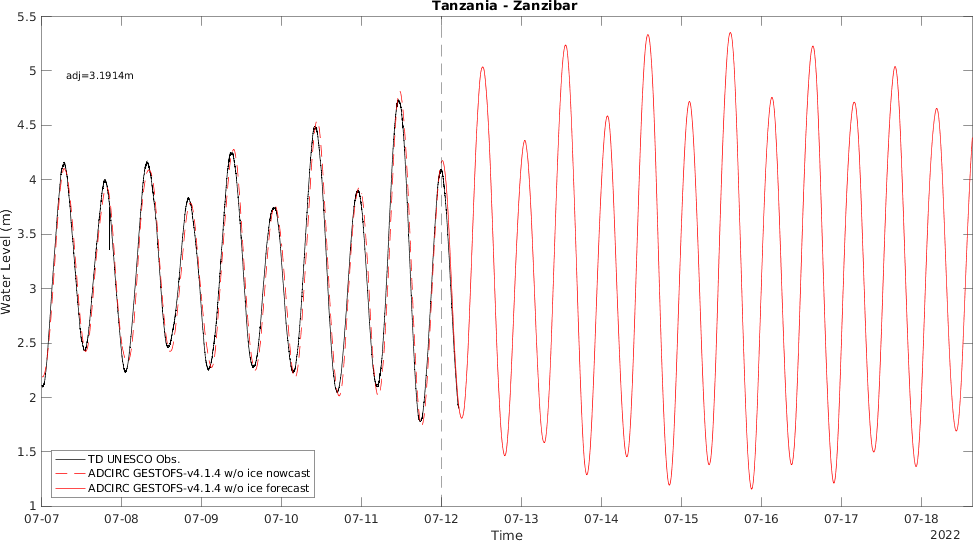 Tanzania - Zanzibar
5.5
5
4.5
4
3.5
3
2.5
2
1.5
1
Water Level (m)
adj=3.1914m
TD UNESCO Obs.
ADCIRC GESTOFS-v4.1.4 w/o ice nowcast
ADCIRC GESTOFS-v4.1.4 w/o ice forecast
07-07 07-08 07-09 07-10 07-11 07-12 07-13 07-14 07-15 07-16 07-17 07-18
Time
2022